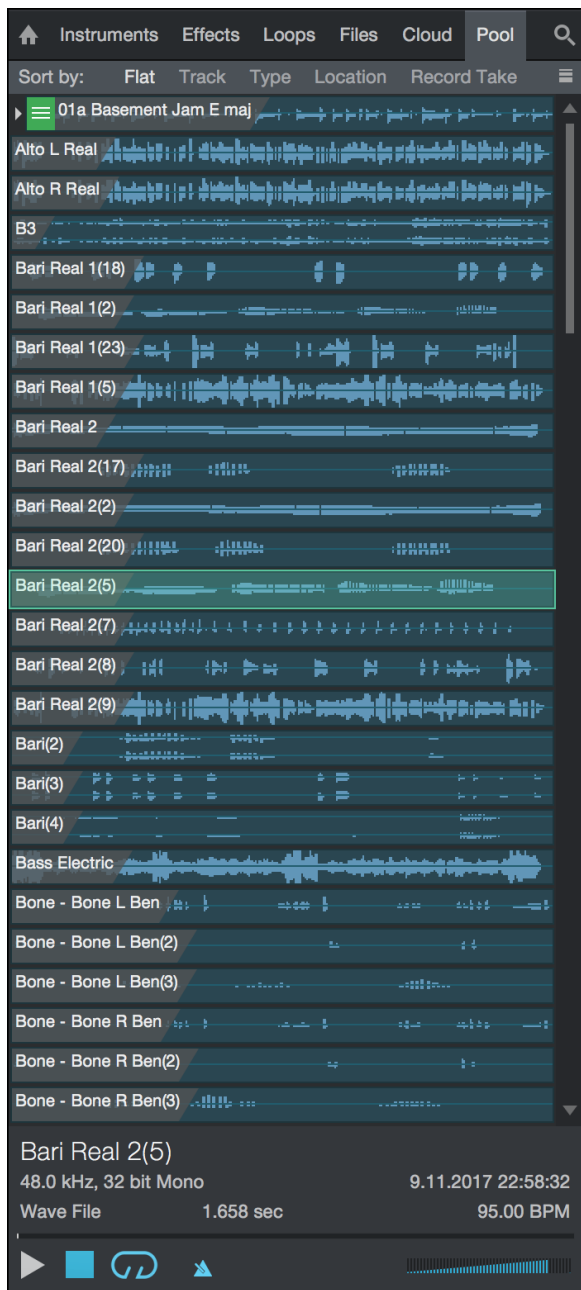 Instruments Effects Loops Files Cloud Pool
Sort by: Flat Track Type Location Record Take
01a Basement Jam E maj
Alto L Real
Alto R Real
B3
Bari Real 1(18)
Bari Real 1(2)
Bari Real 1(23)
Bari Real 1(5)
Bari Real 2
Bari Real 2(17)
Bari Real 2(2)
Bari Real 2(20)
Bari Real 2(5)
Bari Real 2(7)
Bari Real 2(8)
Bari Real 2(9)
Bari(2)
Bari(3)
Bari(4)
Bass Electric
Bone - Bone L Ben
Bone - Bone L Ben(2)
Bone - Bone L Ben(3)
Bone - Bone R Ben
Bone - Bone R Ben(2)
Bone - Bone R Ben(3)
Bari Real 2(5)
48.0 kHz, 32 bit Mono 9.11.2017 22:58:32
Wave File 1.658 sec 95.00 BPM